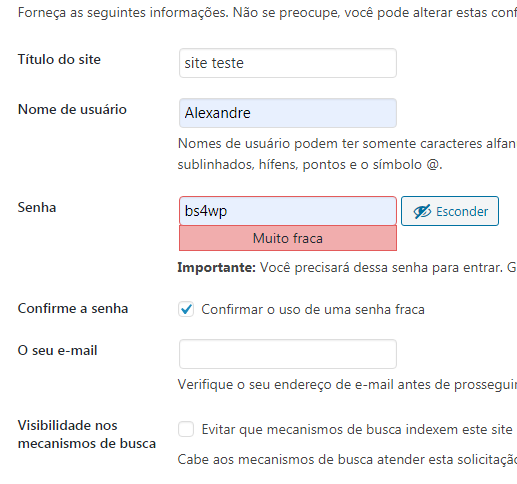 Forneça as seguintes informações. Não se preocupe, você pode alterar estas conf
Título do site
site teste
Nome de usuário
Alexandre
Nomes de usuário podem ter somente caracteres alfan
sublinhados, hífens, pontos e o símbolo @.
Senha
bs4wp
Esconder
Muito fraca
Importante: Você precisará dessa senha para entrar. G
Confirme a senha
Confirmar o uso de uma senha fraca
O seu e-mail
Verifique o seu endereço de e-mail antes de prosseguir
Visibilidade nos
mecanismos de busca
Evitar que mecanismos de busca indexem este site
Cabe aos mecanismos de busca atender esta solicitação